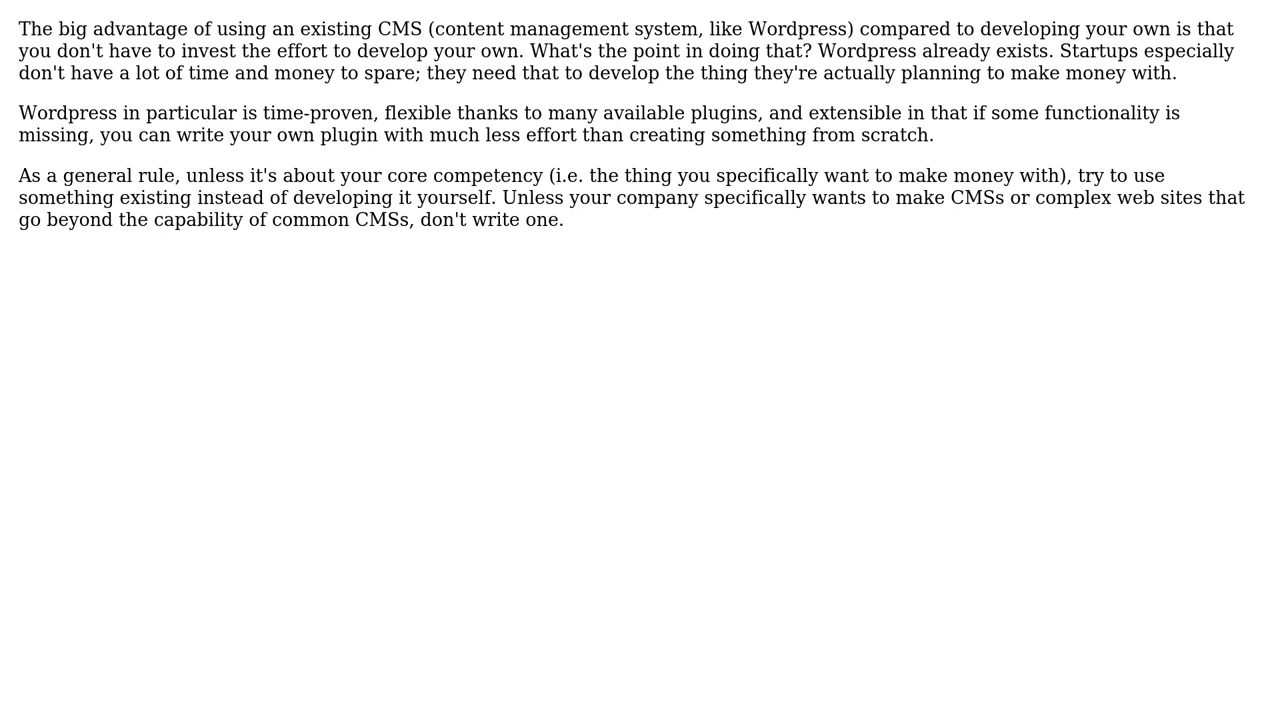 The big advantage of using an existing CMS (content management system, like Wordpress) compared to developing your own is that
you don't have to invest the effort to develop your own. What's the point in doing that? Wordpress already exists. Startups especially
don't have a lot of time and money to spare; they need that to develop the thing they're actually planning to make money with.
Wordpress in particular is time-proven, flexible thanks to many available plugins, and extensible in that if some functionality is
missing, you can write your own plugin with much less effort than creating something from scratch.
As a general rule, unless it's about your core competency (i.e. the thing you specifically want to make money with), try to use
something existing instead of developing it yourself. Unless your company specifically wants to make CMSs or complex web sites that
go beyond the capability of common CMSs, don't write one.